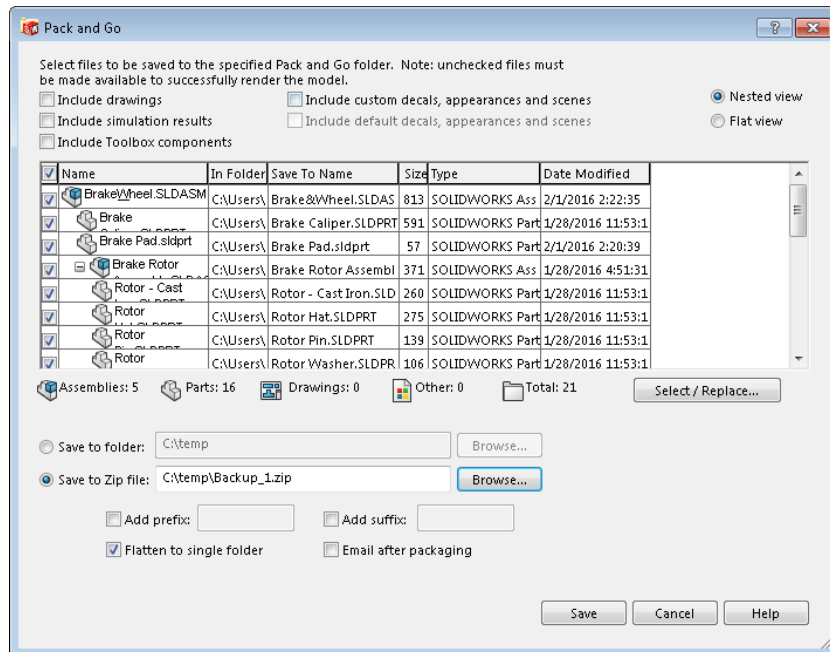 Pack and Go
Select files to be saved to the specified Pack and Go folder. Note: unchecked files must
be made available to successfully render the model.
Include drawings
Include custom decals, appearances and scenes
Nested view
Include simulation results
Include default decals, appearances and scenes
Flat view
Include Toolbox components
Name In Folder Save To Name Size Type Date Modified
BrakeWheel.SLDASM C:\Users\ Brake&Wheel.SLDAS 813 SOLIDWORKS Ass 2/1/2016 2:22:35
Brake C:\Users\ Brake Caliper.SLDPRT 591 SOLIDWORKS Part 1/28/2016 11:53:1
Brake Pad.sldprt C:\Users\ Brake Pad.sldprt 57 SOLIDWORKS Part 2/1/2016 2:20:39
Brake Rotor C:\Users\ Brake Rotor Assembl 371 SOLIDWORKS Ass 1/28/2016 4:51:31
Rotor - Cast C:\Users\ Rotor - Cast Iron.SLD 260 SOLIDWORKS Part 1/28/2016 11:53:1
Rotor C:\Users\ Rotor Hat.SLDPRT 275 SOLIDWORKS Part 1/28/2016 11:53:1
Rotor C:\Users\ Rotor Pin.SLDPRT 139 SOLIDWORKS Part 1/28/2016 11:53:1
Rotor C:\Users\ Rotor Washer.SLDPR 106 SOLIDWORKS Part 1/28/2016 11:53:1
Assemblies: 5 Parts: 16 Drawings: 0 Other: 0 Total: 21 Select / Replace...
Save to folder: C:\temp Browse...
Save to Zip file: C:\temp\Backup_1.zip Browse...
Add prefix: Add suffix:
Flatten to single folder Email after packaging
Save Cancel Help